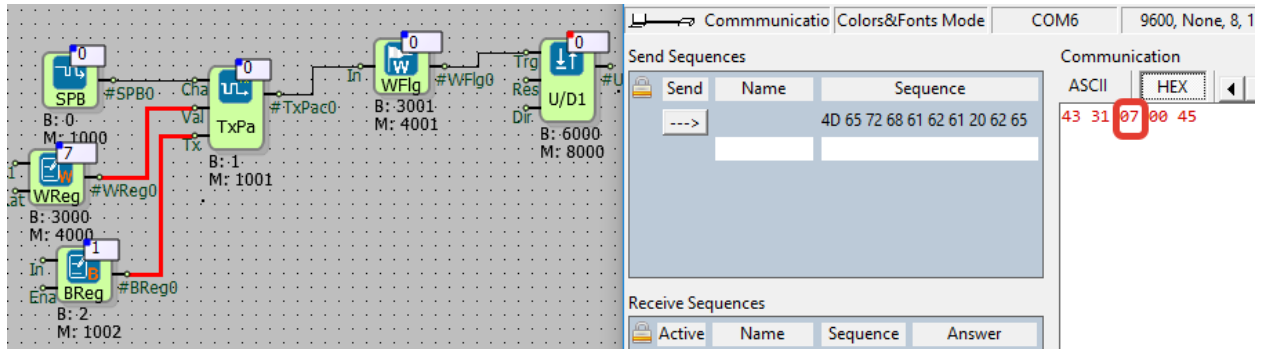 0
SPB
#SPB0
B: 0
M: 1000
7
WReg
#WReg0
B: 3000
M: 4000
1
In
Ena
BReg
#BReg0
B: 2
M: 1002
0
Cha
Val
Tx
TxPa
#TxPac0
B: 1
M: 1001
0
In
W
WFlg
#WFlg0
B: 3001
M: 4001
0
Trg
Res
Dir
U/D1
#U
B: 6000
M: 8000
Commmunicatio Colors&Fonts Mode COM6 9600, None, 8, 1
Send Sequences
Send Name Sequence
---> 4D 65 72 68 61 62 61 20 62 65
Receive Sequences
Active Name Sequence Answer
Communication
ASCII HEX
43 31 07 00 45